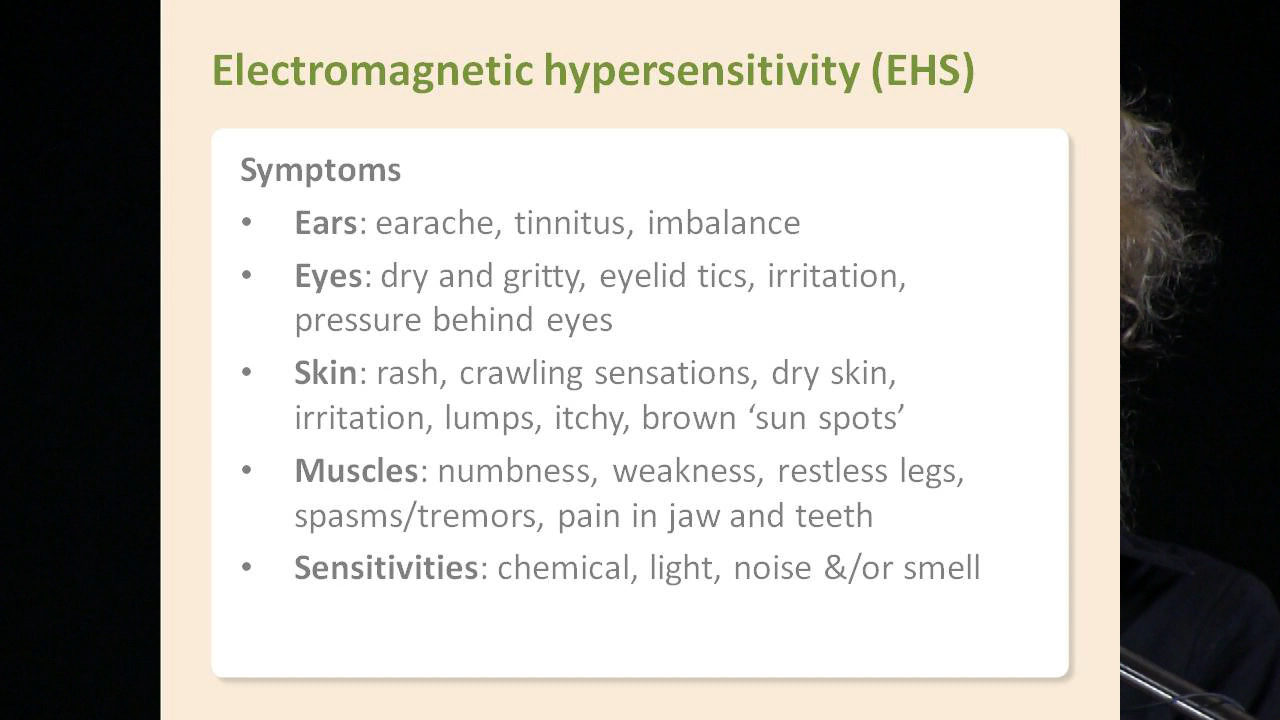 Electromagnetic hypersensitivity (EHS)
Symptoms
• Ears: earache, tinnitus, imbalance
• Eyes: dry and gritty, eyelid tics, irritation,
pressure behind eyes
• Skin: rash, crawling sensations, dry skin,
irritation, lumps, itchy, brown ‘sun spots’
• Muscles: numbness, weakness, restless legs,
spasms/tremors, pain in jaw and teeth
• Sensitivities: chemical, light, noise &/or smell